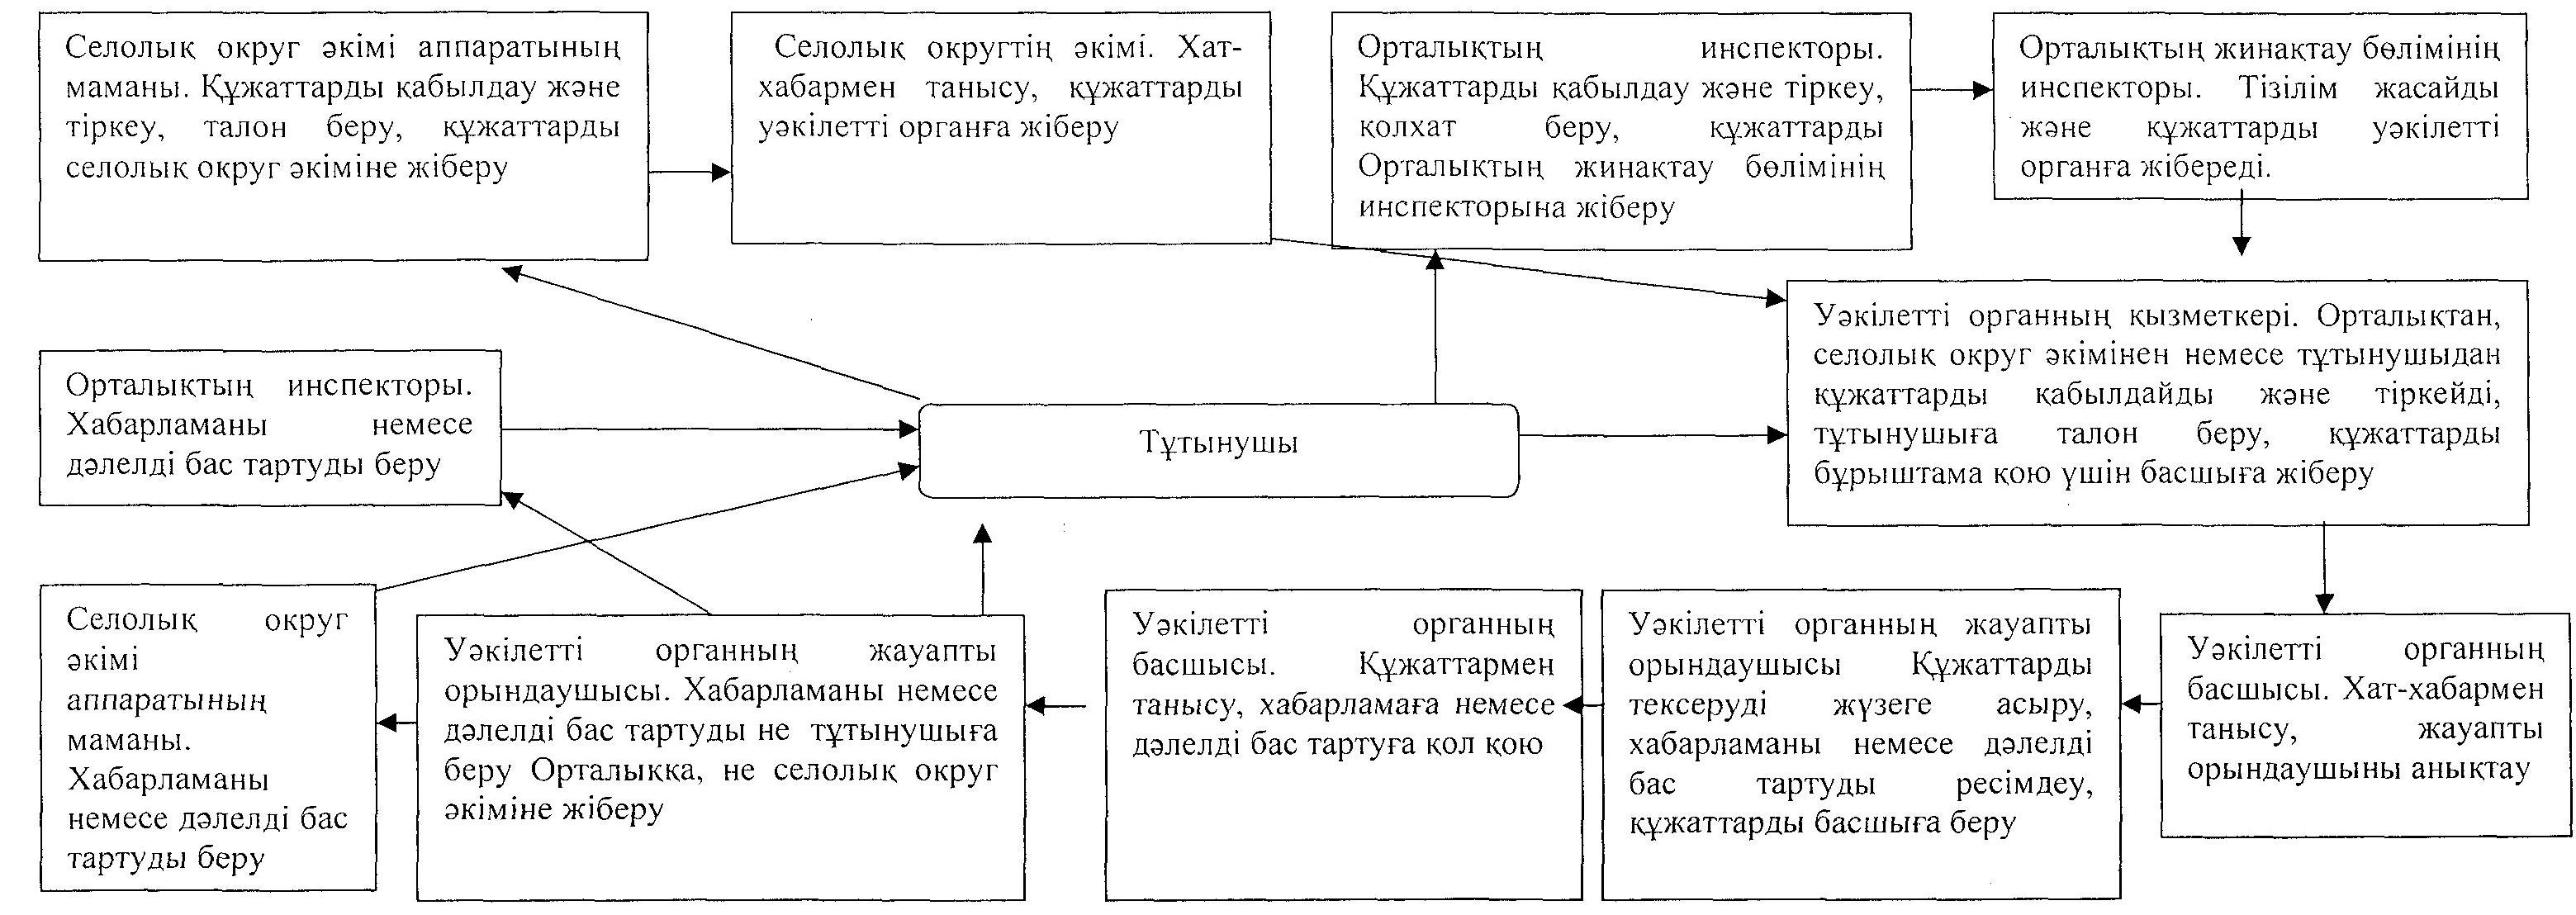 Селолық округ әкімі аппаратының
маманы. Құжаттарды қабылдау және
тіркеу, талон беру, құжаттарды
селолық округ әкіміне жіберу
Селолық округтің әкімі. Хат-
хабармен танысу, құжаттарды
уәкілетті органға жіберу
Орталықтың инспекторы.
Құжаттарды қабылдау және тіркеу,
қолхат беру, құжаттарды
Орталықтың жинақтау бөлімінің
инспекторына жіберу
Орталықтың жинақтау бөлімінің
инспекторы. Тізілім жасайды
және құжаттарды уәкілетті
органға жібереді.
Уәкілетті органның қызметкері. Орталықтан,
селолық округ әкімінен немесе тұтынушыдан
құжаттарды қабылдайды және тіркейді,
тұтынушыға талон беру, құжаттарды
бұрыштама қою үшін басшыға жіберу
Орталықтың инспекторы.
Хабарламаны немесе
дәлелді бас тартуды беру
Тұтынушы
Селолық округ
әкімі
аппаратының
маманы.
Хабарламаны
немесе дәлелді бас
тартуды беру
Уәкілетті органның жауапты
орындаушысы. Хабарламаны немесе
дәлелді бас тартуды не тұтынушыға
беру Орталыққа, не селолық округ
әкіміне жіберу
Уәкілетті органның
басшысы. Құжаттармен
танысу, хабарламаға немесе
дәлелді бас тартуға қол қою
Уәкілетті органның жауапты
орындаушысы Құжаттарды
тексеруді жүзеге асыру,
хабарламаны немесе дәлелді
бас тартуды ресімдеу,
құжаттарды басшыға беру
Уәкілетті органның
басшысы. Хат-хабармен
танысу, жауапты
орындаушыны анықтау